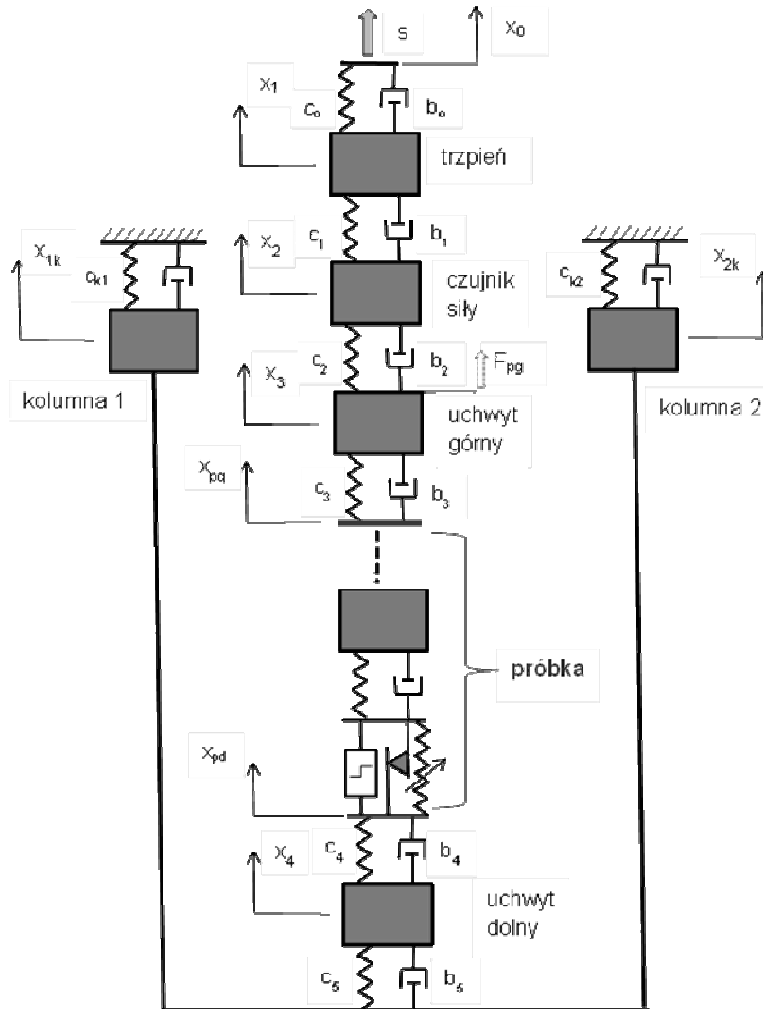 s
x₀
x₁
c₀
b₀
trzpień
x₂
c₁
b₁
czujnik
siły
x₁ₖ
cₖ₁
cₖ₂
x₂ₖ
x₃
c₂
b₂
Fpg
kolumna 1
uchwyt
górny
kolumna 2
xpg
c₃
b₃
próbka
xpd
x₄
c₄
b₄
uchwyt
dolny
c₅
b₅